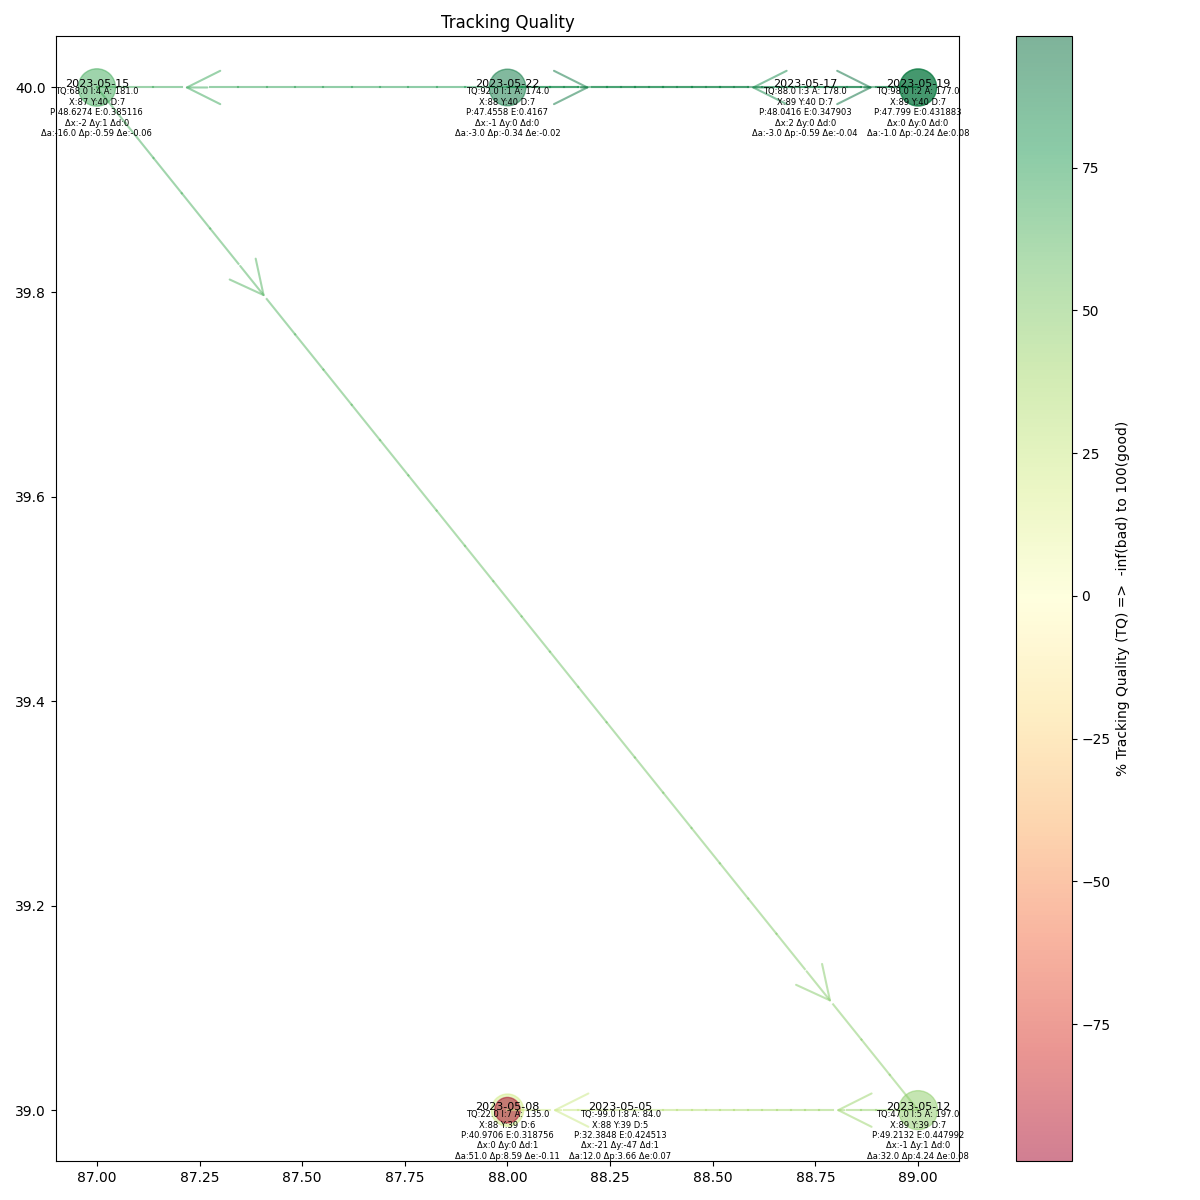 Tracking Quality
2023-05-15
TQ:68.0 I:4 A: 181.0
X:87 Y:40 D:7
P:48.6274 E:0.385116
Δx:-2 Δy:1 Δd:0
Δa:-16.0 Δp:-0.59 Δe:-0.06
2023-05-22
TQ:92.0 I:1 A: 174.0
X:88 Y:40 D:7
P:47.4558 E:0.4167
Δx:-1 Δy:0 Δd:0
Δa:-3.0 Δp:-0.34 Δe:-0.02
2023-05-17
TQ:88.0 I:3 A: 178.0
X:89 Y:40 D:7
P:48.0416 E:0.347903
Δx:2 Δy:0 Δd:0
Δa:-3.0 Δp:-0.59 Δe:-0.04
2023-05-19
TQ:98.0 I:2 A: 177.0
X:89 Y:40 D:7
P:47.799 E:0.431883
Δx:0 Δy:0 Δd:0
Δa:-1.0 Δp:-0.24 Δe:0.08
2023-05-08
TQ:22.0 I:7 A: 135.0
X:88 Y:39 D:6
P:40.9706 E:0.318756
Δx:0 Δy:0 Δd:1
Δa:51.0 Δp:8.59 Δe:-0.11
2023-05-05
TQ:-99.0 I:8 A: 84.0
X:88 Y:39 D:5
P:32.3848 E:0.424513
Δx:-21 Δy:-47 Δd:1
Δa:12.0 Δp:3.66 Δe:0.07
2023-05-12
TQ:47.0 I:5 A: 197.0
X:89 Y:39 D:7
P:49.2132 E:0.447992
Δx:-1 Δy:1 Δd:0
Δa:32.0 Δp:4.24 Δe:0.08
40.0
39.8
39.6
39.4
39.2
39.0
87.00
87.25
87.50
87.75
88.00
88.25
88.50
88.75
89.00
75
50
25
0
−25
−50
−75
% Tracking Quality (TQ) => -inf(bad) to 100(good)